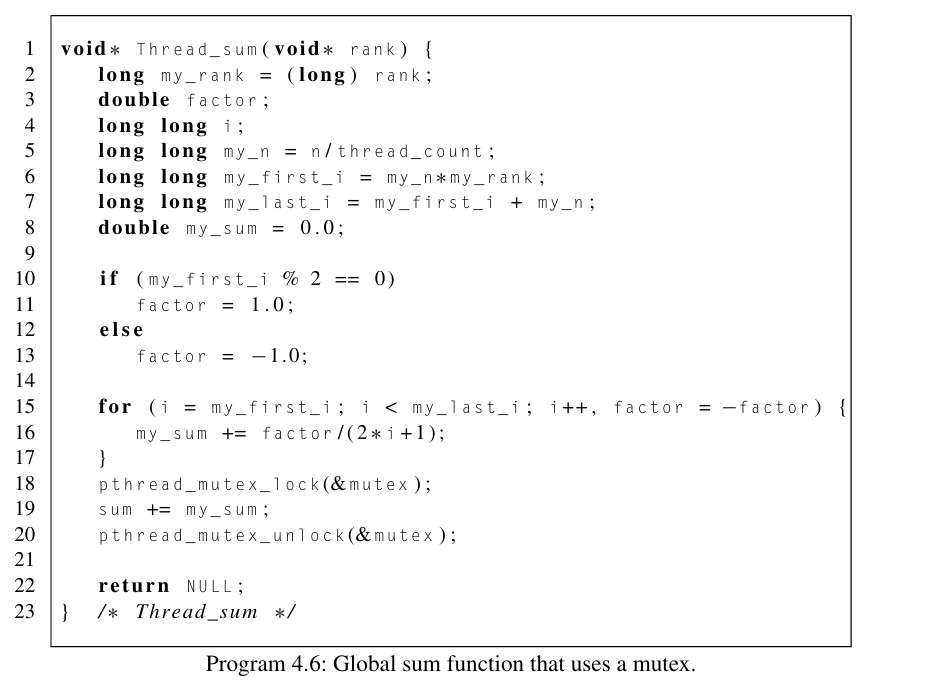 1 void* Thread_sum(void* rank) {
2 long my_rank = (long) rank;
3 double factor;
4 long long i;
5 long long my_n = n/thread_count;
6 long long my_first_i = my_n*my_rank;
7 long long my_last_i = my_first_i + my_n;
8 double my_sum = 0.0;
9
10 if (my_first_i % 2 == 0)
11 factor = 1.0;
12 else
13 factor = −1.0;
14
15 for (i = my_first_i; i < my_last_i; i++, factor = −factor) {
16 my_sum += factor/(2*i+1);
17 }
18 pthread_mutex_lock(&mutex);
19 sum += my_sum;
20 pthread_mutex_unlock(&mutex);
21
22 return NULL;
23 } /* Thread_sum */
Program 4.6: Global sum function that uses a mutex.